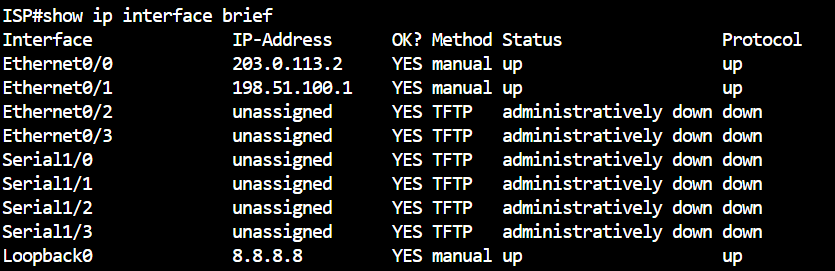 ISP#show ip interface brief
Interface IP-Address OK? Method Status Protocol
Ethernet0/0 203.0.113.2 YES manual up up
Ethernet0/1 198.51.100.1 YES manual up up
Ethernet0/2 unassigned YES TFTP administratively down down
Ethernet0/3 unassigned YES TFTP administratively down down
Serial1/0 unassigned YES TFTP administratively down down
Serial1/1 unassigned YES TFTP administratively down down
Serial1/2 unassigned YES TFTP administratively down down
Serial1/3 unassigned YES TFTP administratively down down
Loopback0 8.8.8.8 YES manual up up